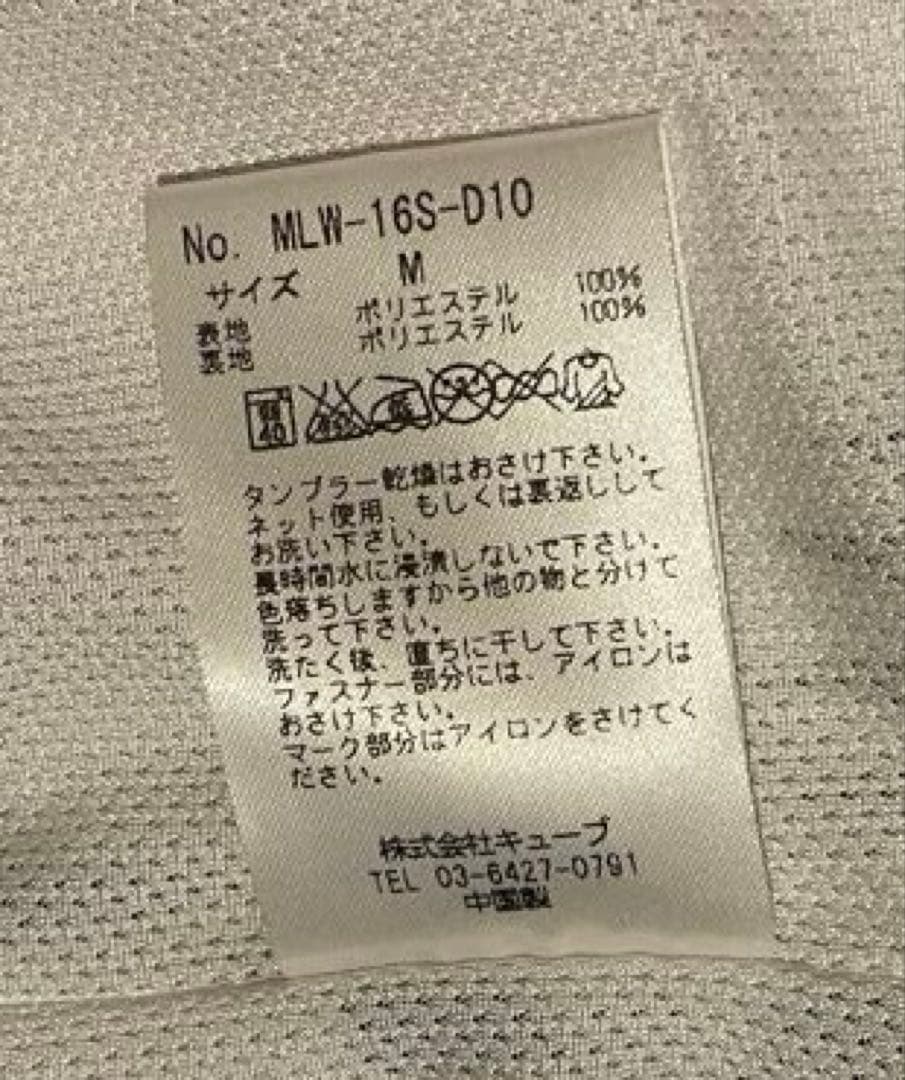 No. MLW-16S-D10
サイズ M
表地 ポリエステル 100%
裏地 ポリエステル 100%
40
タンブラー乾燥はおさけ下さい。
ネット使用、もしくは裏返しして
お洗い下さい。
長時間水に浸漬しないで下さい。
色落ちしますから他の物と分けて
洗って下さい。
洗たく後、直ちに干して下さい。
ファスナー部分には、アイロンは
おさけ下さい。
マーク部分はアイロンをさけてく
ださい。
株式会社キューブ
TEL 03-6427-0791
中国製